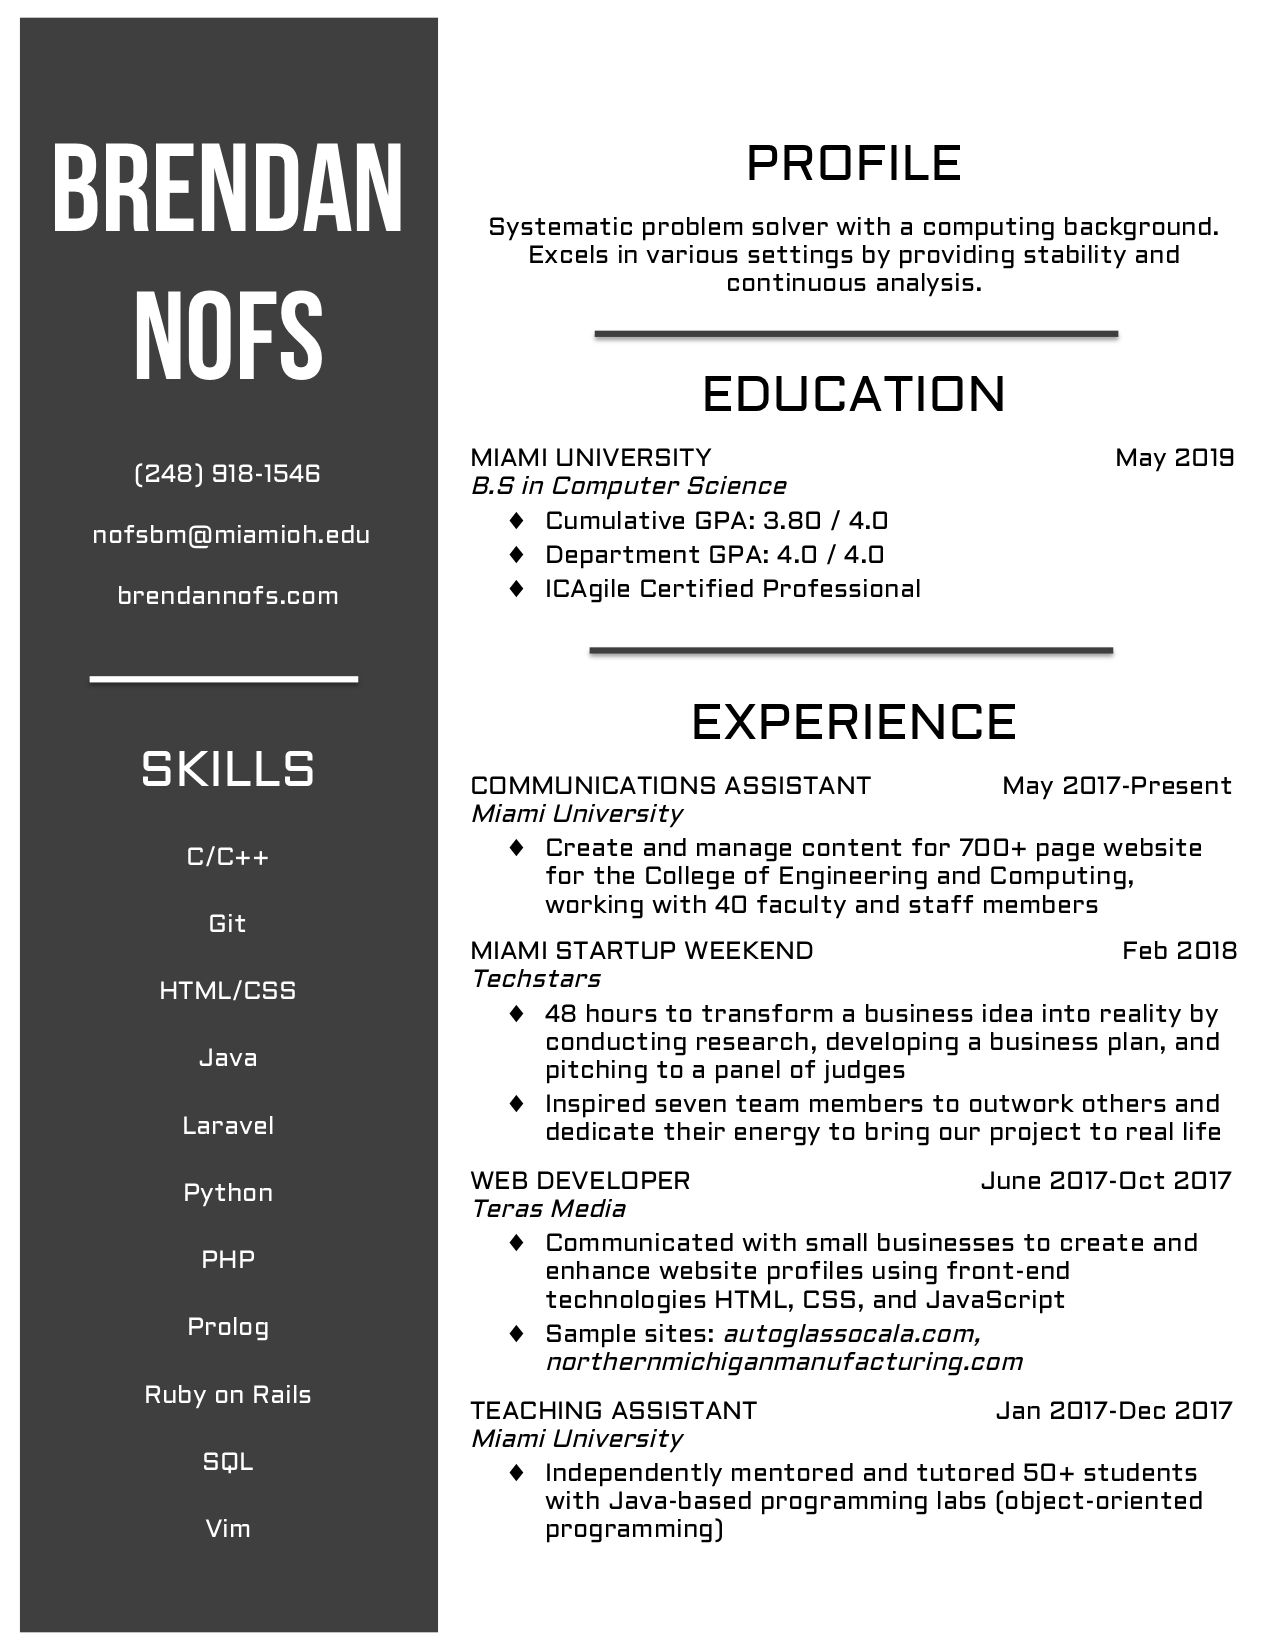 BRENDAN
NOFS
(248) 918-1546
nofsbm@miamioh.edu
brendannofs.com
SKILLS
C/C++
Git
HTML/CSS
Java
Laravel
Python
PHP
Prolog
Ruby on Rails
SQL
Vim
PROFILE
Systematic problem solver with a computing background.
Excels in various settings by providing stability and
continuous analysis.
EDUCATION
MIAMI UNIVERSITY May 2019
B.S in Computer Science
♦ Cumulative GPA: 3.80 / 4.0
♦ Department GPA: 4.0 / 4.0
♦ ICAgile Certified Professional
EXPERIENCE
COMMUNICATIONS ASSISTANT May 2017-Present
Miami University
♦ Create and manage content for 700+ page website
for the College of Engineering and Computing,
working with 40 faculty and staff members
MIAMI STARTUP WEEKEND Feb 2018
Techstars
♦ 48 hours to transform a business idea into reality by
conducting research, developing a business plan, and
pitching to a panel of judges
♦ Inspired seven team members to outwork others and
dedicate their energy to bring our project to real life
WEB DEVELOPER June 2017-Oct 2017
Teras Media
♦ Communicated with small businesses to create and
enhance website profiles using front-end
technologies HTML, CSS, and JavaScript
♦ Sample sites: autoglassocala.com,
northernmichiganmanufacturing.com
TEACHING ASSISTANT Jan 2017-Dec 2017
Miami University
♦ Independently mentored and tutored 50+ students
with Java-based programming labs (object-oriented
programming)